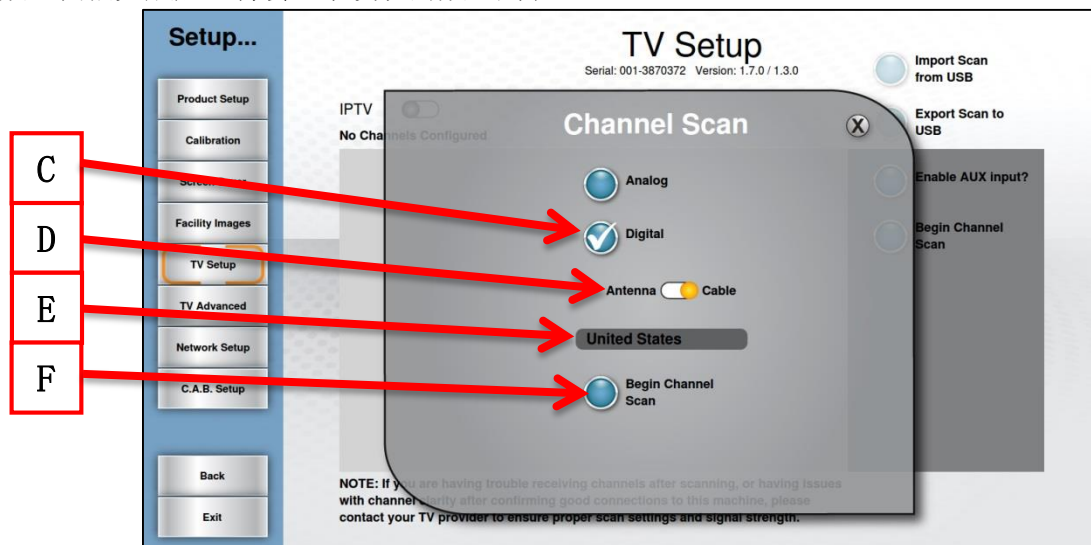 Setup...
TV Setup
Serial: 001-3870372 Version: 1.7.0 / 1.3.0
Import Scan
from USB
Product Setup
IPTV
Export Scan to
USB
No Channels Configured
Channel Scan
X
Calibration
C
Analog
Enable AUX input?
Facility Images
D
Digital
Begin Channel
Scan
TV Setup
Antenna
Cable
E
TV Advanced
United States
Network Setup
F
C.A.B. Setup
Begin Channel
Scan
Back
NOTE: If you are having trouble receiving channels after scanning, or having issues
with channel clarity after confirming good connections to this machine, please
contact your TV provider to ensure proper scan settings and signal strength.
Exit